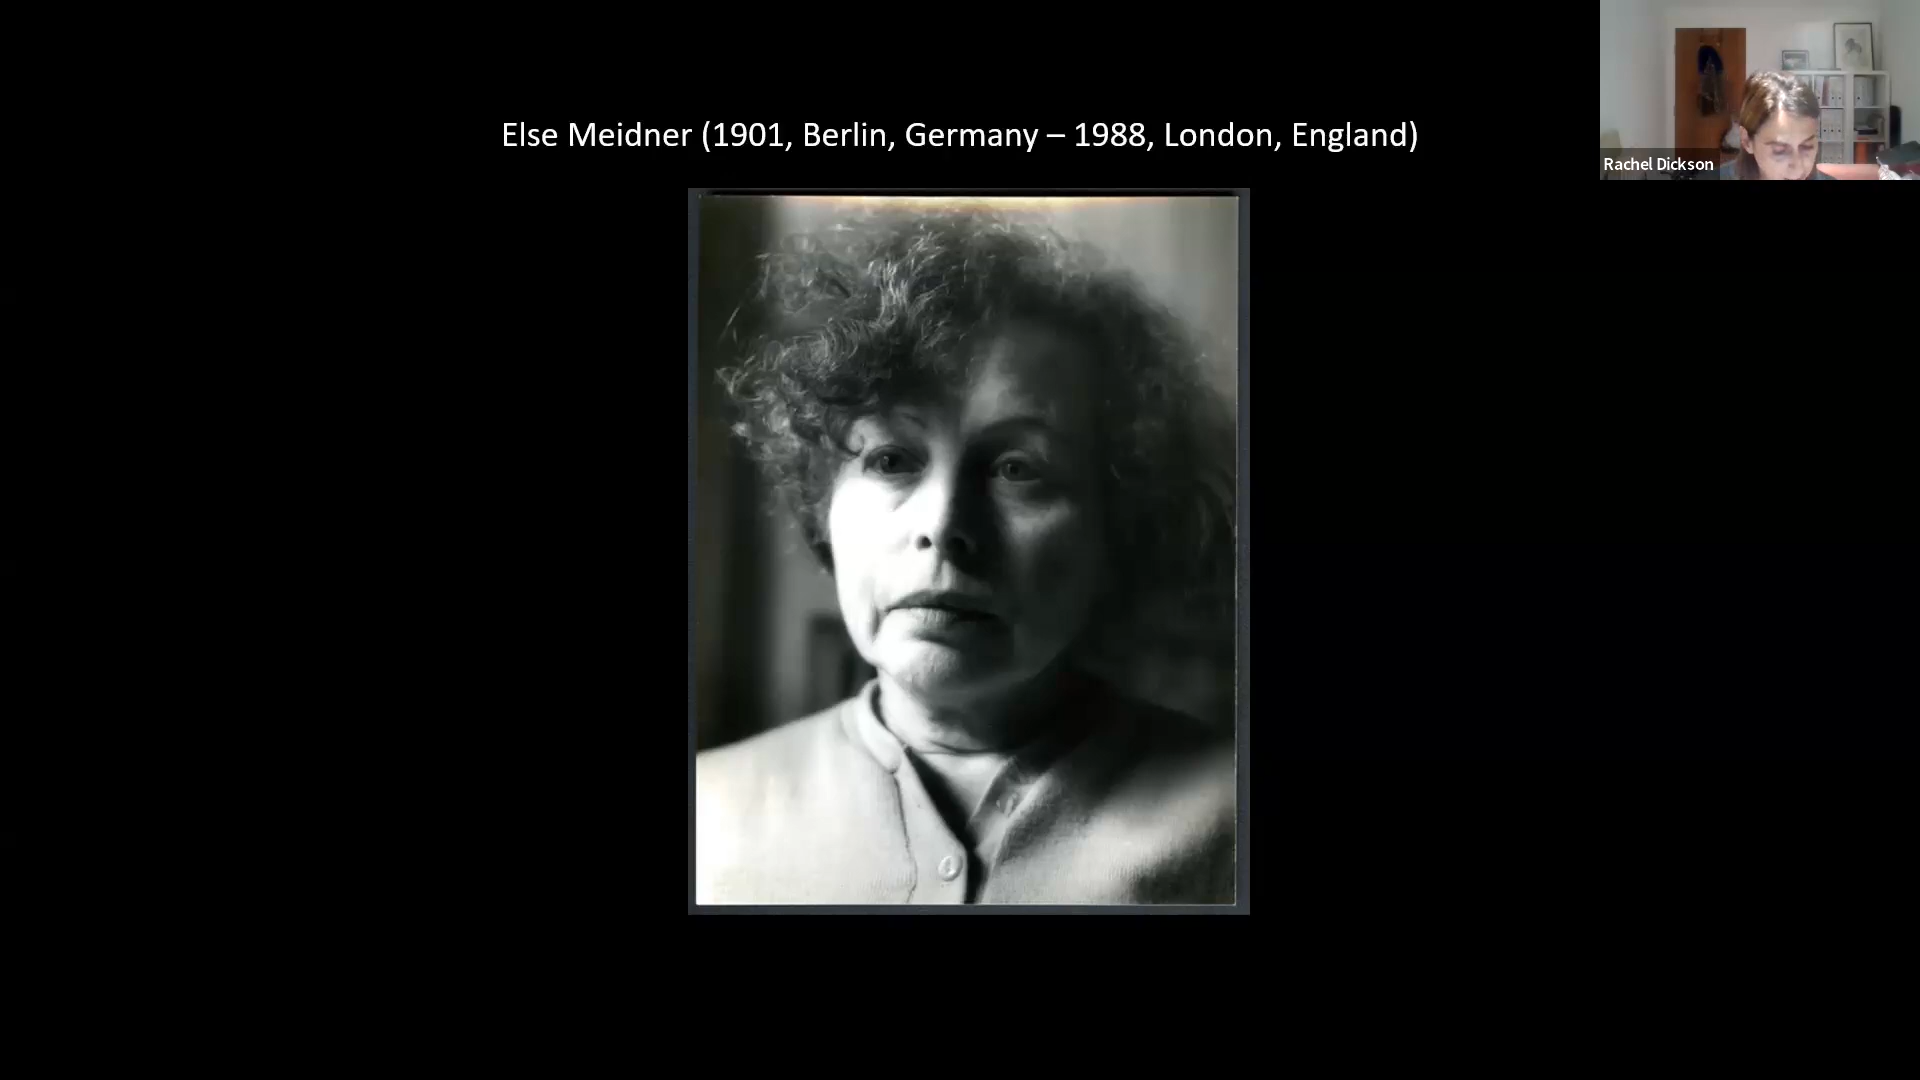 Else Meidner (1901, Berlin, Germany – 1988, London, England)
Rachel Dickson